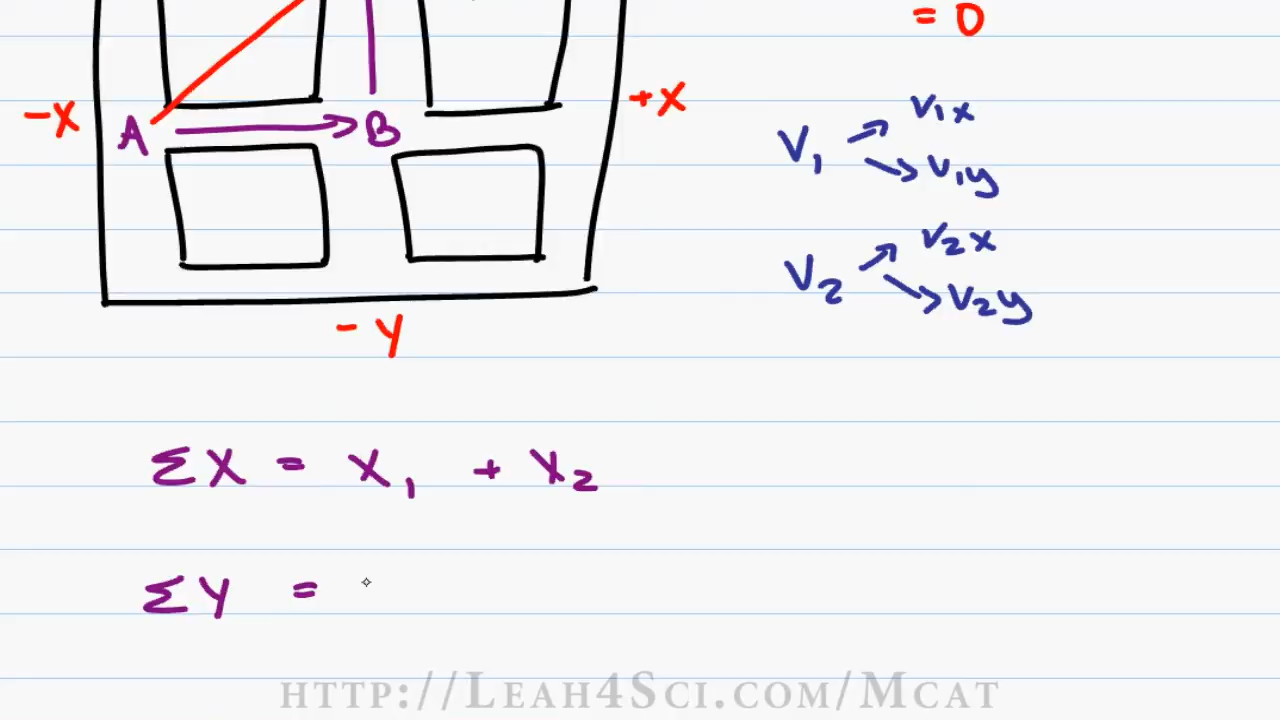 = 0
+X
-X
A → B
V₁ → V₁x
→ V₁y
V₂ → V₂x
→ V₂y
- Y
ΣX = X₁ + X₂
ΣY =
HTTP://LEAH4SCI.COM/MCAT